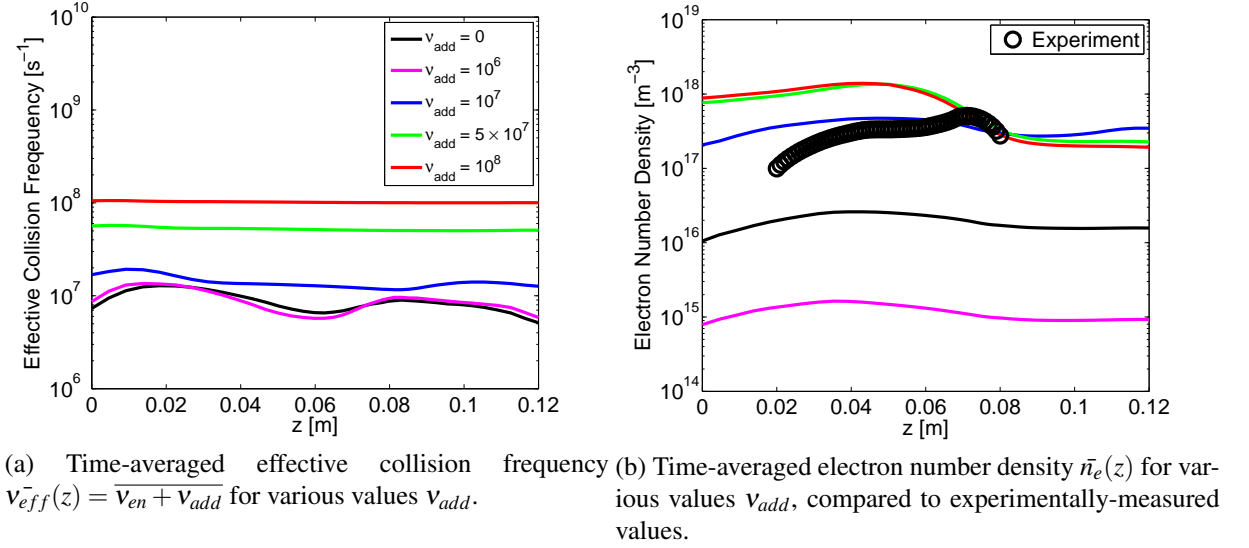 10^10
10^9
10^8
10^7
10^6
Effective Collision Freqequency [s^−1]
ν_add = 0
ν_add = 10^6
ν_add = 10^7
ν_add = 5 × 10^7
ν_add = 10^8
0 0.02 0.04 0.06 0.08 0.1 0.12
z [m]
10^19
10^18
10^17
10^16
10^15
10^14
Electron Number Density [m^−3]
Experiment
0 0.02 0.04 0.06 0.08 0.1 0.12
z [m]
(a) Time-averaged effective collision frequency
ν̄_eff(z) = \overline{ν_en + ν_add} for various values ν_add.
(b) Time-averaged electron number density n̄_e(z) for var-
ious values ν_add, compared to experimentally-measured
values.